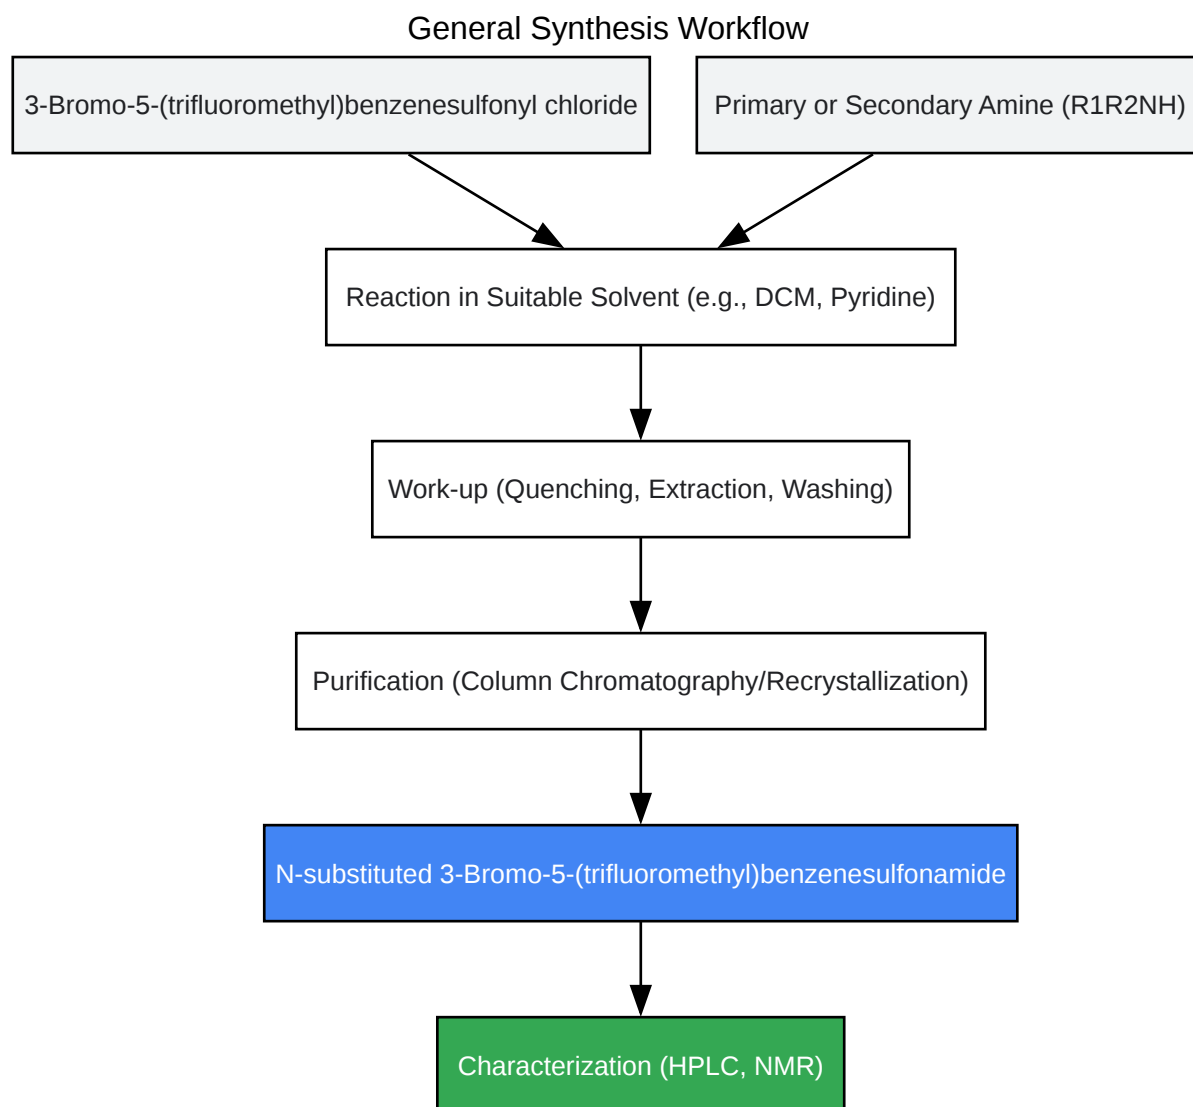 General Synthesis Workflow
3-Bromo-5-(trifluoromethyl)benzenesulfonyl chloride
Primary or Secondary Amine (R1R2NH)
Reaction in Suitable Solvent (e.g., DCM, Pyridine)
Work-up (Quenching, Extraction, Washing)
Purification (Column Chromatography/Recrystallization)
N-substituted 3-Bromo-5-(trifluoromethyl)benzenesulfonamide
Characterization (HPLC, NMR)